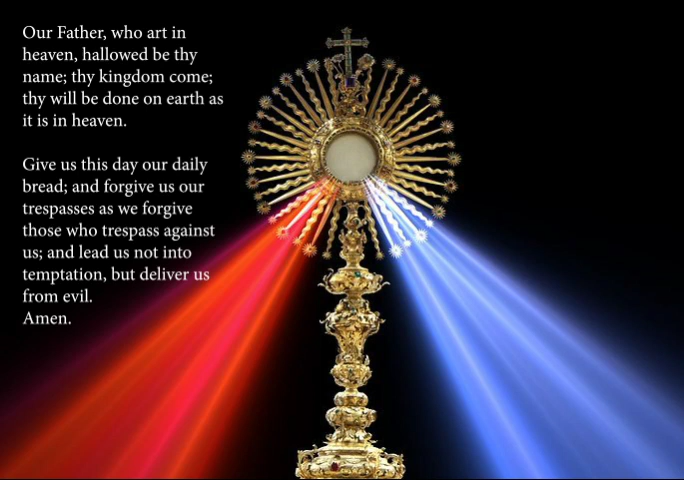 Our Father, who art in
heaven, hallowed be thy
name; thy kingdom come;
thy will be done on earth as
it is in heaven.
Give us this day our daily
bread; and forgive us our
trespasses as we forgive
those who trespass against
us; and lead us not into
temptation, but deliver us
from evil.
Amen.